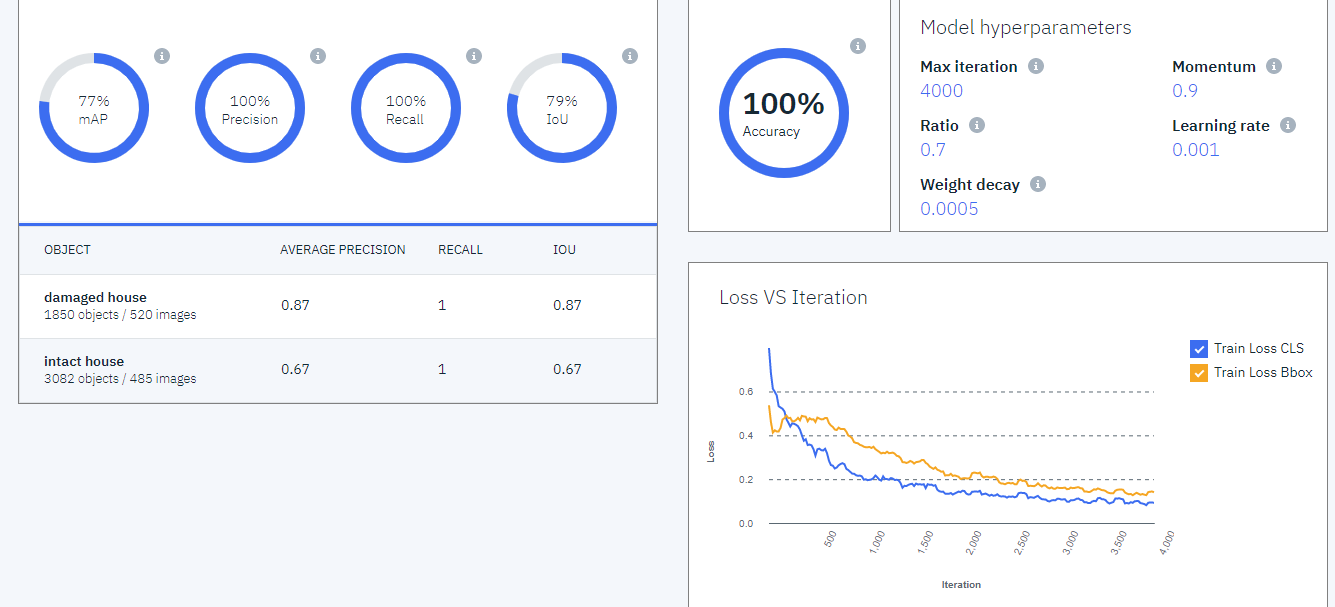 77%
mAP
100%
Precision
100%
Recall
79%
IoU
OBJECT AVERAGE PRECISION RECALL IOU
damaged house
1850 objects / 520 images
0.87 1 0.87
intact house
3082 objects / 485 images
0.67 1 0.67
100%
Accuracy
Model hyperparameters
Max iteration
4000
Momentum
0.9
Ratio
0.7
Learning rate
0.001
Weight decay
0.0005
Loss VS Iteration
Train Loss CLS
Train Loss Bbox
Loss
0.6
0.4
0.2
0.0
500 1,000 1,500 2,000 2,500 3,000 3,500 4,000
Iteration